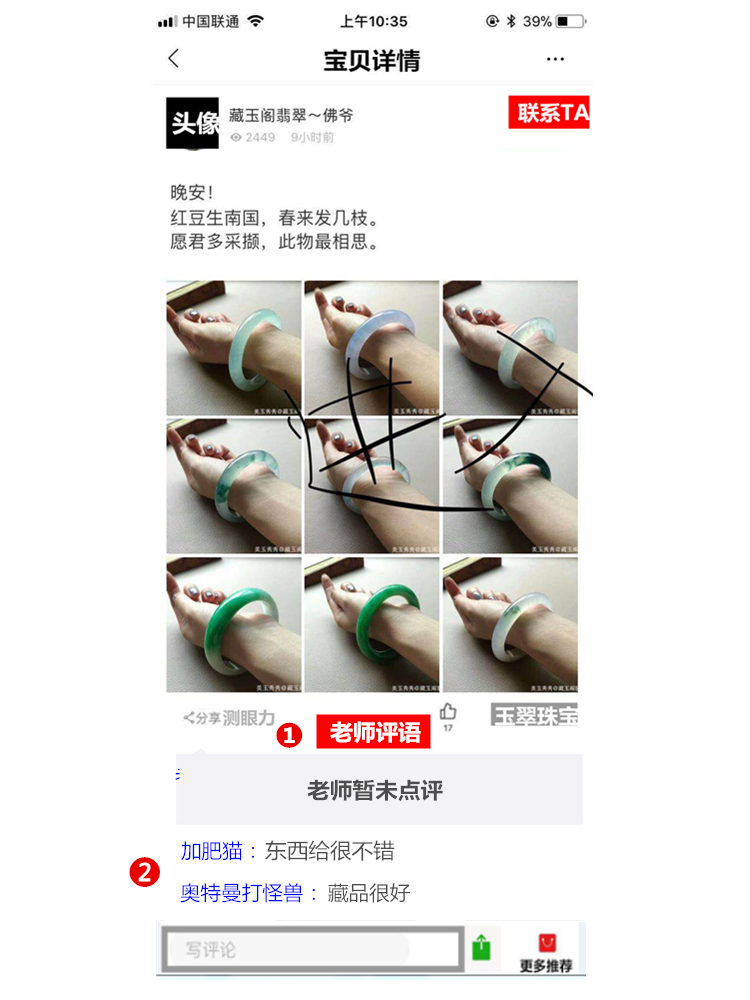 中国联通
上午10:35
39%
宝贝详情
头像
藏玉阁翡翠～佛爷
2449 9小时前
联系TA
晚安！
红豆生南国，春来发几枝。
愿君多采撷，此物最相思。
分享 测眼力
1
老师评语
17
玉翠珠宝
老师暂未点评
2
加肥猫：东西给很不错
奥特曼打怪兽：藏品很好
写评论
更多推荐